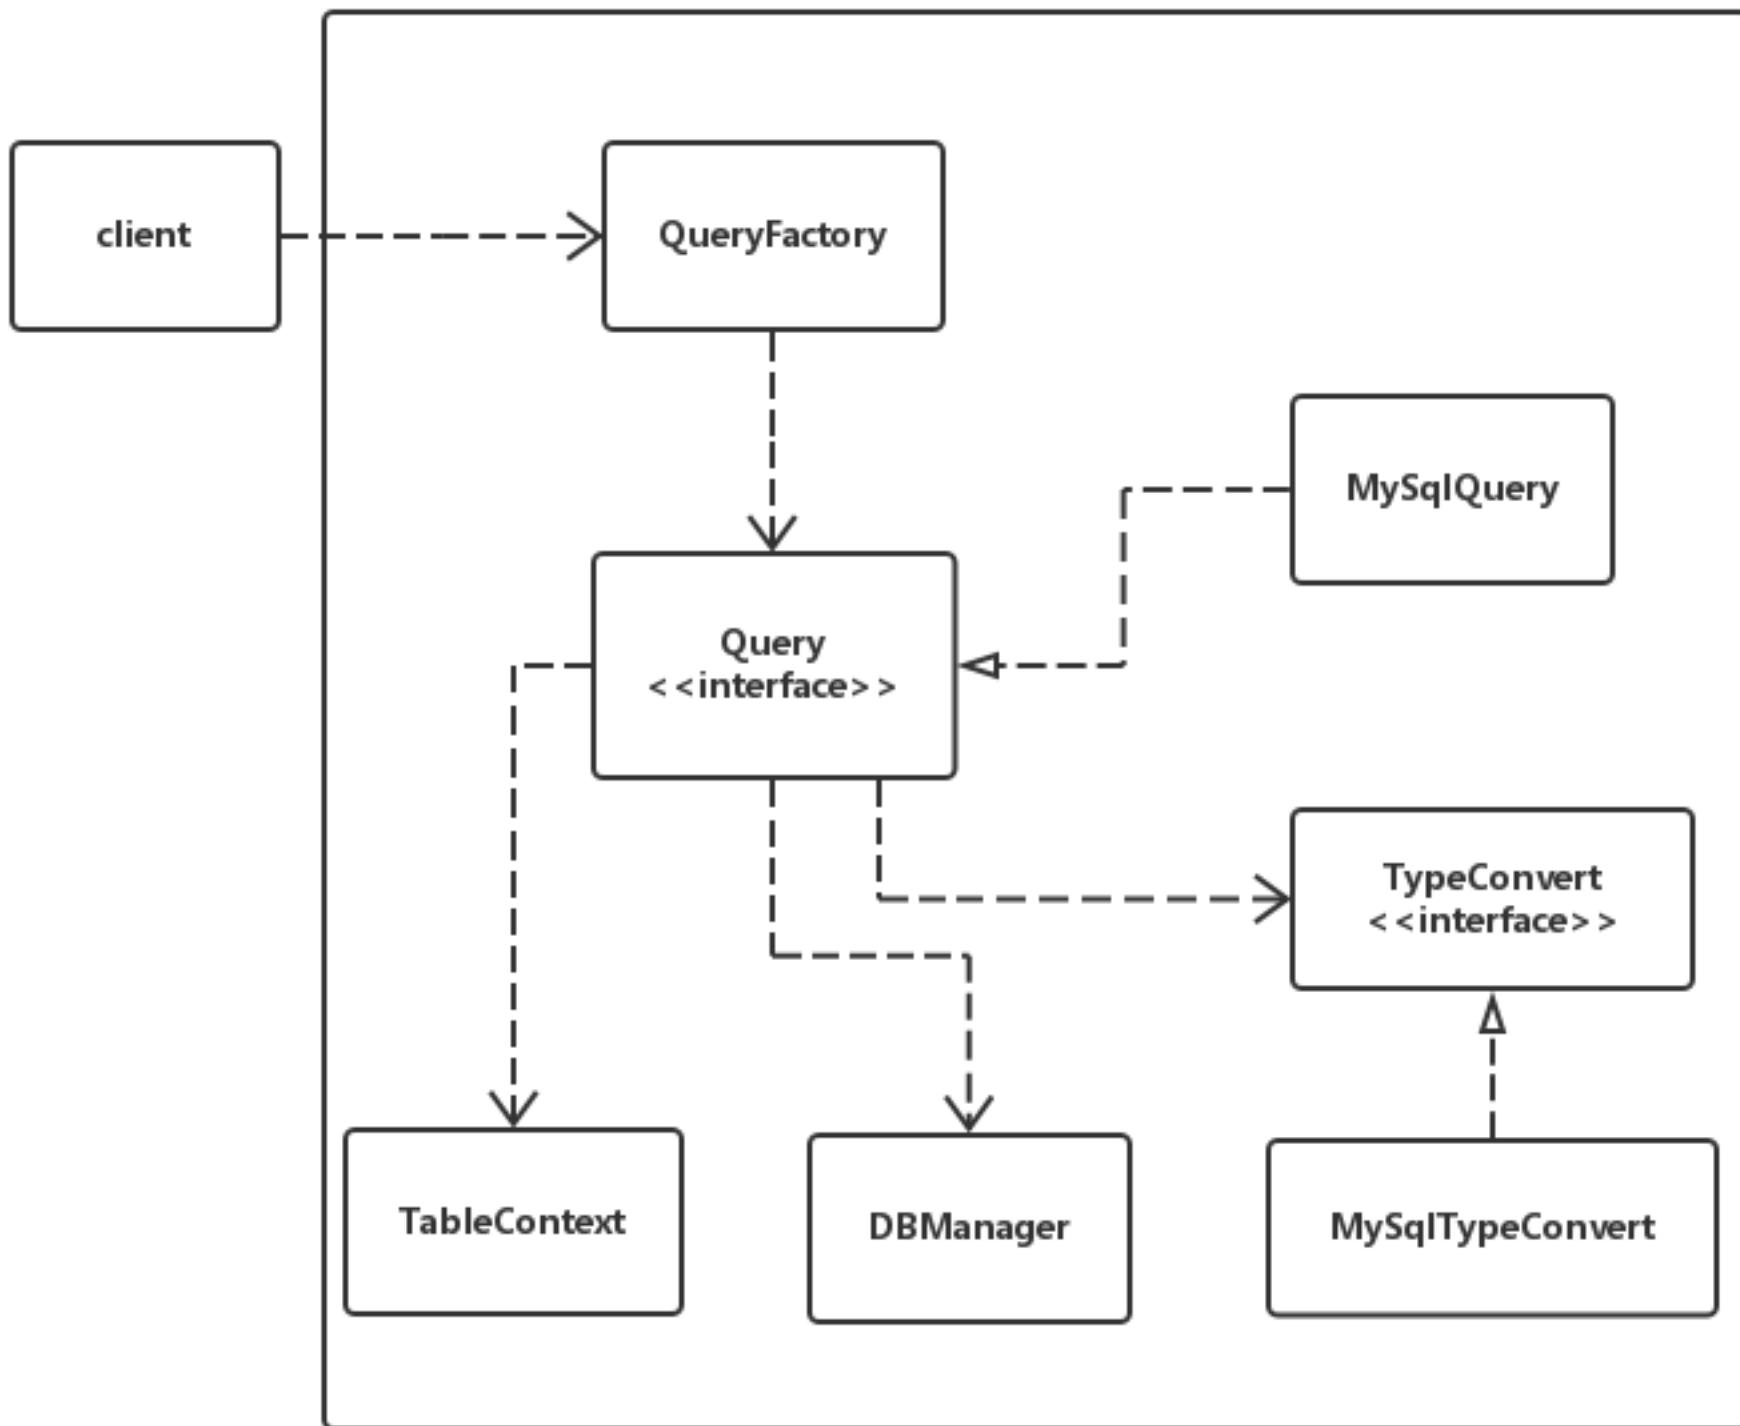 client
QueryFactory
MySqlQuery
Query
<<interface>>
TypeConvert
<<interface>>
TableContext
DBManager
MySqlTypeConvert